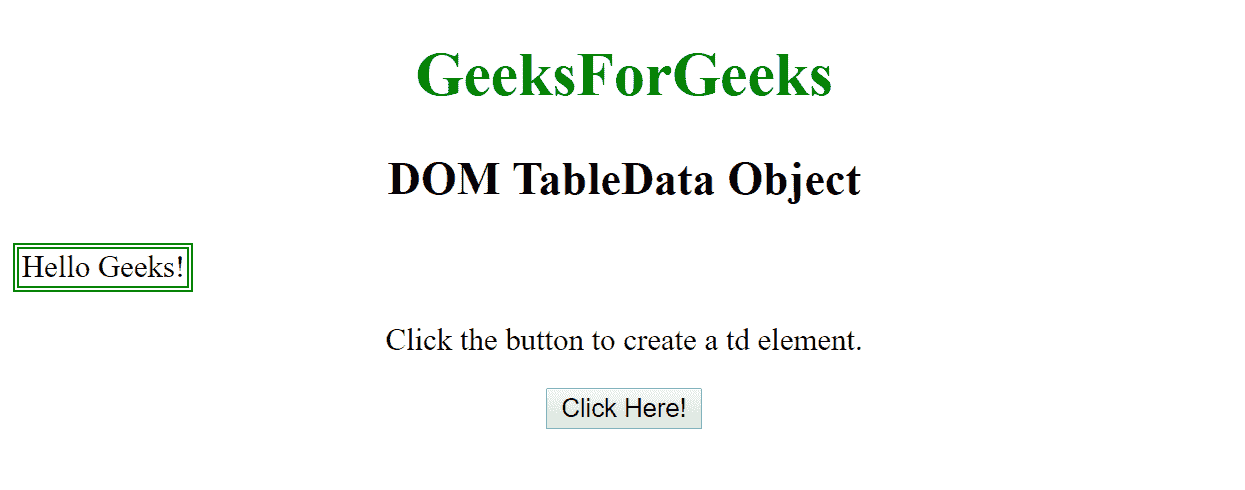 GeeksForGeeks
DOM TableData Object
Hello Geeks!
Click the button to create a td element.
Click Here!